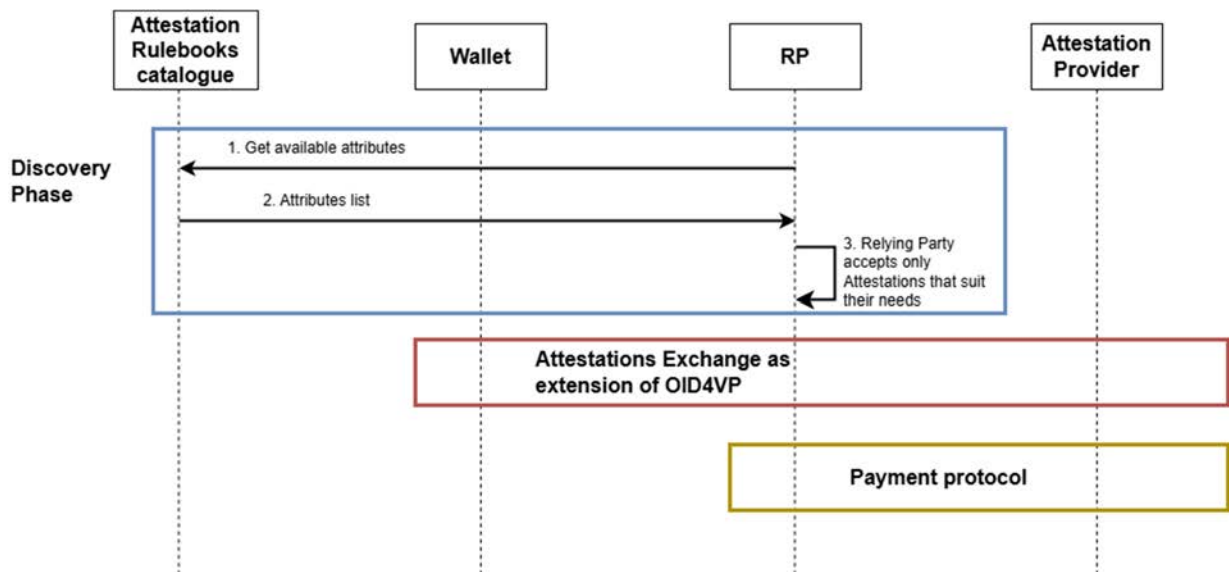 Attestation
Rulebooks
catalogue
Wallet
RP
Attestation
Provider
Discovery
Phase
1. Get available attributes
2. Attributes list
3. Relying Party
accepts only
Attestations that suit
their needs
Attestations Exchange as
extension of OID4VP
Payment protocol